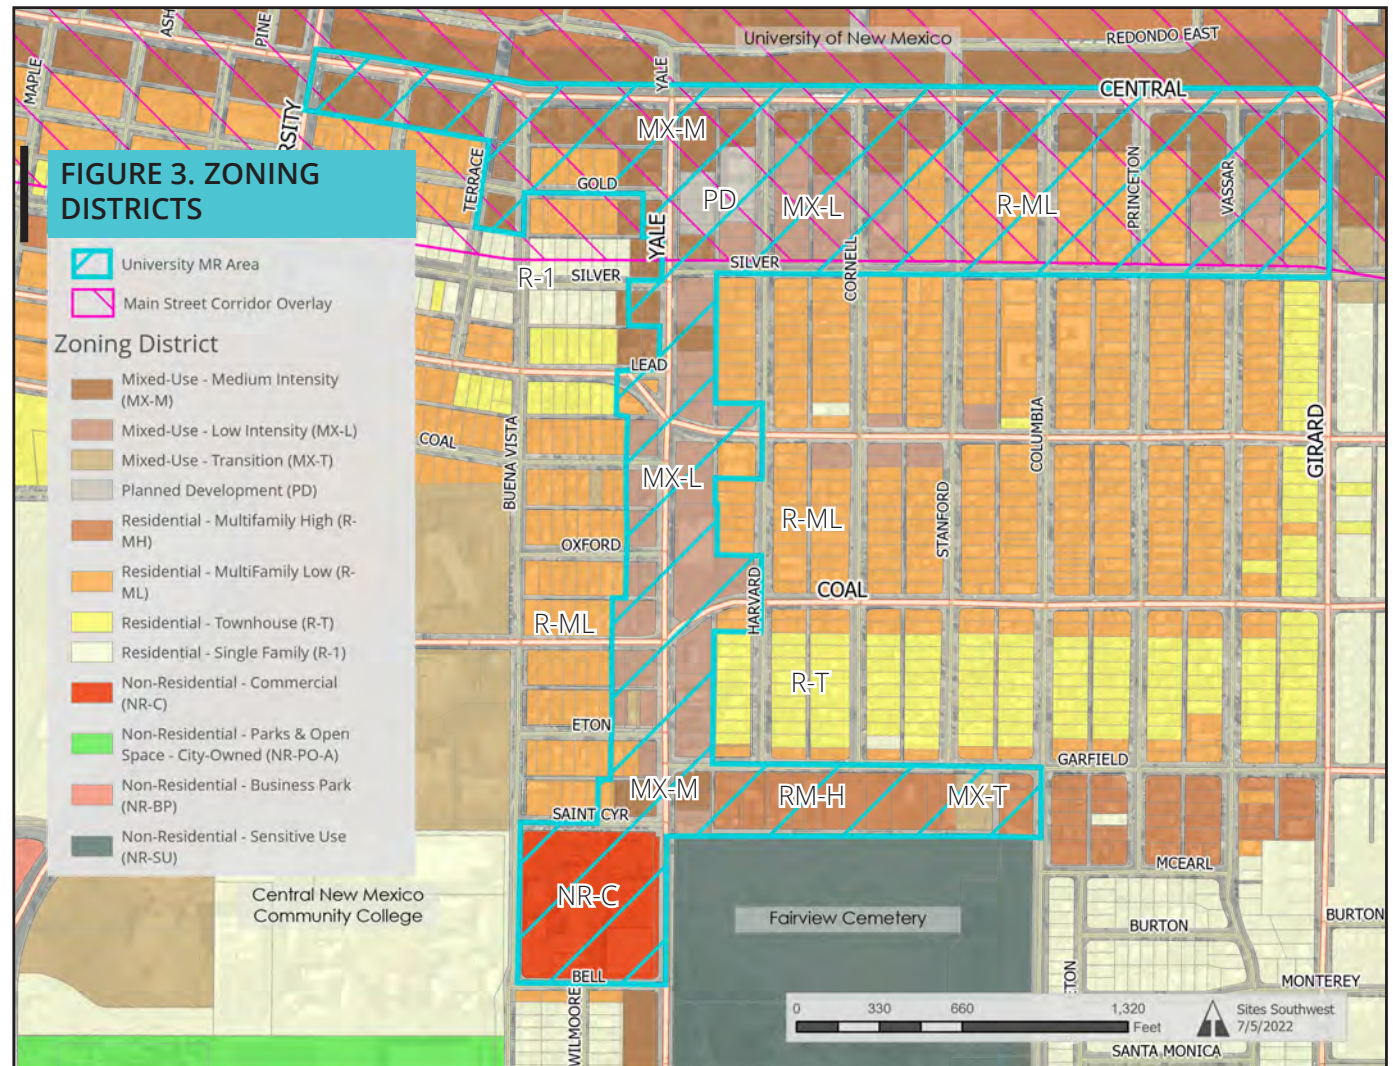 ASH
PINE
MAPLE
YALE
University of New Mexico
REDONDO EAST
CENTRAL
RSITY
MX-M
FIGURE 3. ZONING
DISTRICTS
TERRACE
GOLD
YALE
PD
MX-L
CORNELL
R-ML
PRINCETON
VASSAR
University MR Area
Main Street Corridor Overlay
R-1
SILVER
SILVER
Zoning District
Mixed-Use - Medium Intensity
(MX-M)
Mixed-Use - Low Intensity (MX-L)
Mixed-Use - Transition (MX-T)
Planned Development (PD)
Residential - Multifamily High (R-
MH)
Residential - MultiFamily Low (R-
ML)
Residential - Townhouse (R-T)
Residential - Single Family (R-1)
Non-Residential - Commercial
(NR-C)
Non-Residential - Parks & Open
Space - City-Owned (NR-PO-A)
Non-Residential - Business Park
(NR-BP)
Non-Residential - Sensitive Use
(NR-SU)
LEAD
COAL
BUENA VISTA
MX-L
COLUMBIA
GIRARD
OXFORD
R-ML
STANFORD
HARVARD
COAL
R-ML
R-T
ETON
GARFIELD
MX-M
RM-H
MX-T
SAINT CYR
MCEARL
Central New Mexico
Community College
NR-C
Fairview Cemetery
BURTON
BURTON
BELL
WILMOORE
TON
MONTEREY
0 330 660 1,320
Feet
Sites Southwest
7/5/2022
SANTA MONICA